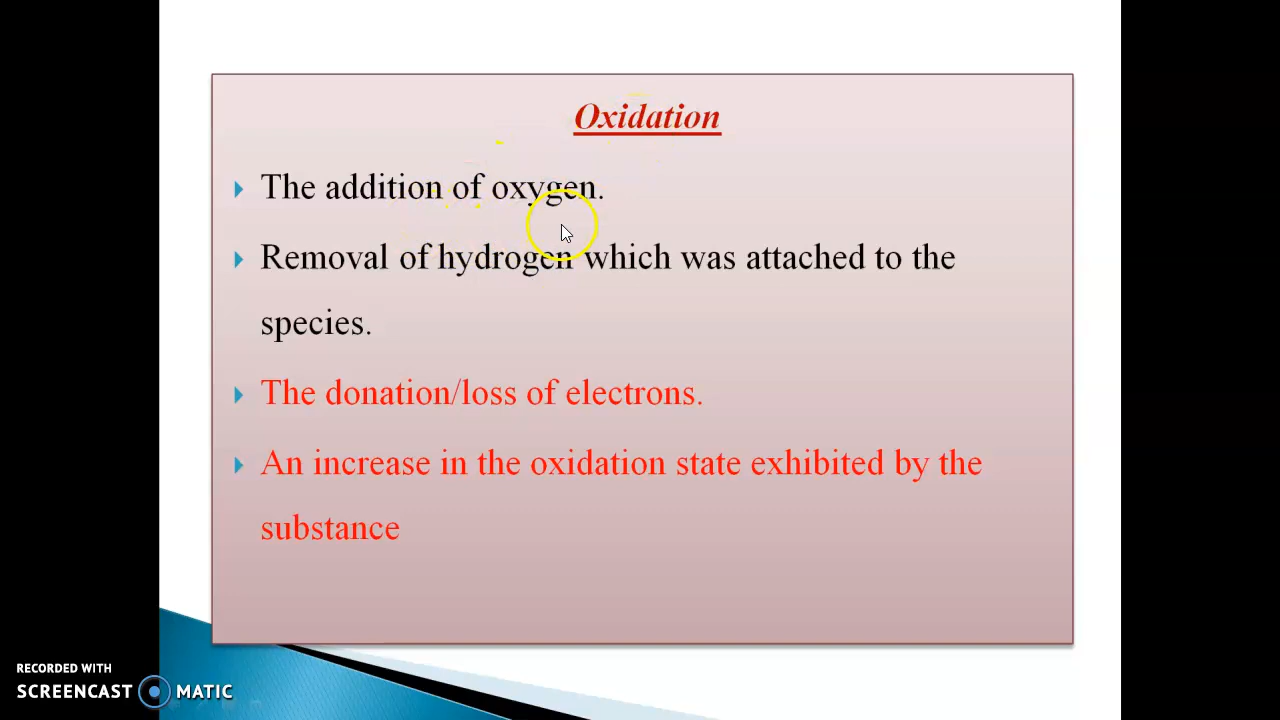 Oxidation
The addition of oxygen.
Removal of hydrogen which was attached to the
species.
The donation/loss of electrons.
An increase in the oxidation state exhibited by the
substance
RECORDED WITH
SCREENCAST MATIC